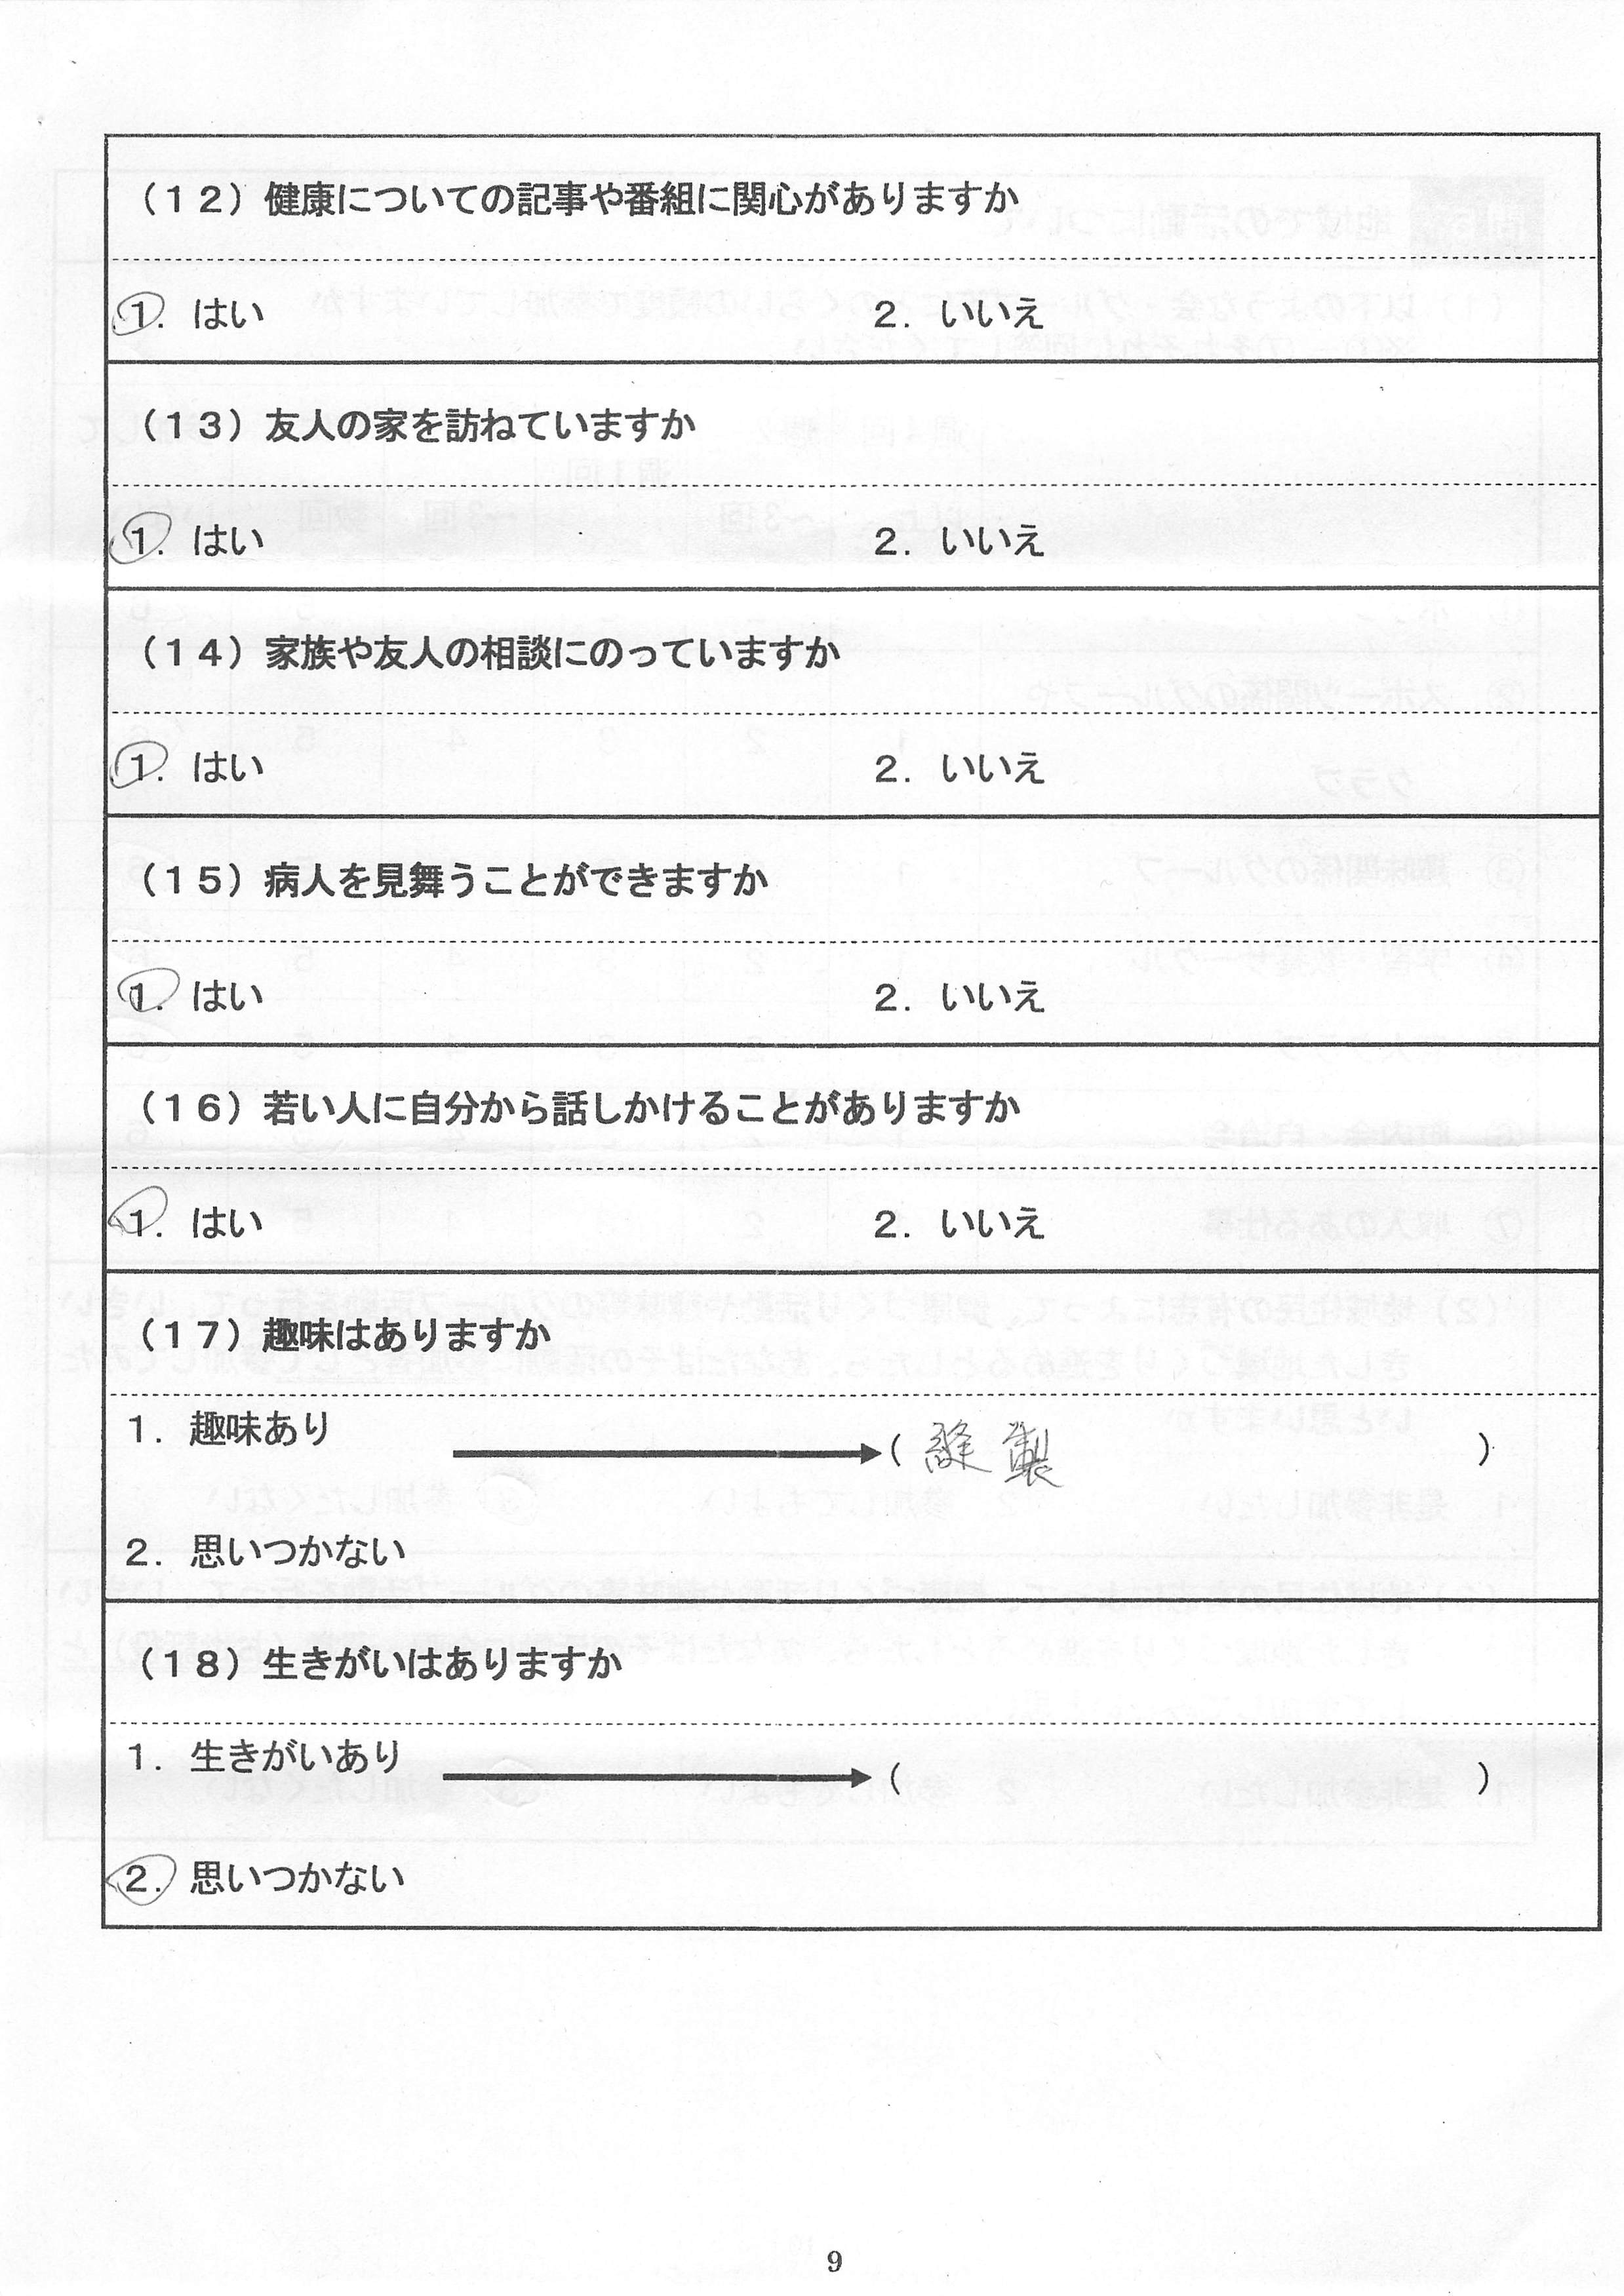 （１２）健康についての記事や番組に関心がありますか
１．はい ２．いいえ
（１３）友人の家を訪ねていますか
１．はい ２．いいえ
（１４）家族や友人の相談にのっていますか
１．はい ２．いいえ
（１５）病人を見舞うことができますか
１．はい ２．いいえ
（１６）若い人に自分から話しかけることがありますか
１．はい ２．いいえ
（１７）趣味はありますか
１．趣味あり
（縫製）
２．思いつかない
（１８）生きがいはありますか
１．生きがいあり
（ ）
２．思いつかない
9